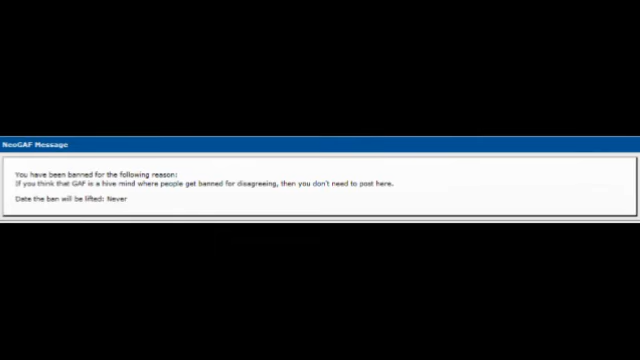 NeoGAF Message
You have been banned for the following reason:
If you think that GAF is a hive mind where people get banned for disagreeing, then you don't need to post here.
Date the ban will be lifted: Never